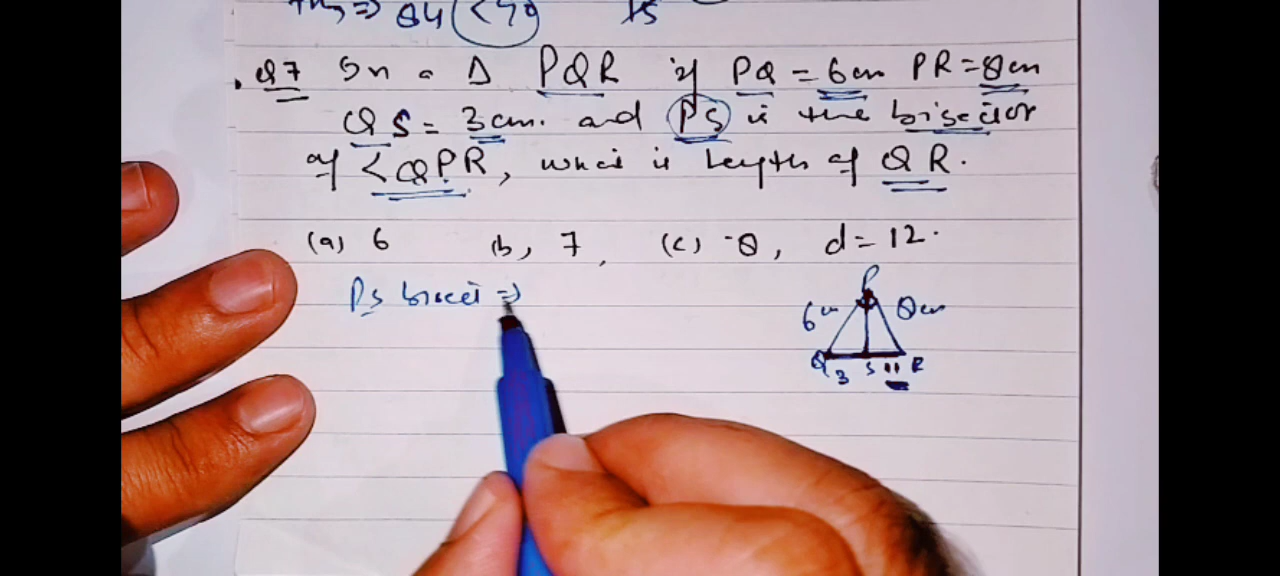 Q7 In a Δ PQR if PQ = 6cm PR = 8cm
QS = 3cm. and PS is the bisector
of <QPR, what is length of QR.
(a) 6 (b, 7, (c) 8, d = 12.
PS bisect ⇒
P
6cm 8cm
Q 3 S R